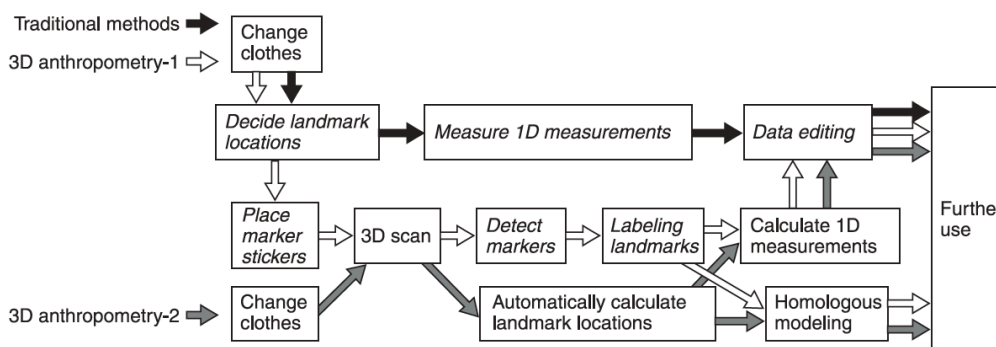 Traditional methods
3D anthropometry-1
Change
clothes
Decide landmark
locations
Measure 1D measurements
Data editing
Place
marker
stickers
3D scan
Detect
markers
Labeling
landmarks
Calculate 1D
measurements
Furthe
use
3D anthropometry-2
Change
clothes
Automatically calculate
landmark locations
Homologous
modeling